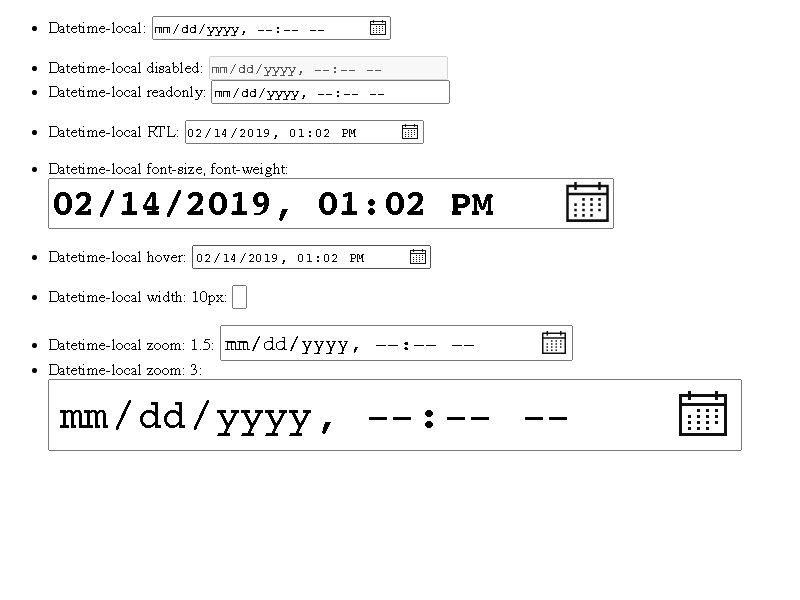 Datetime-local: mm/dd/yyyy, --:-- --
Datetime-local disabled: mm/dd/yyyy, --:-- --
Datetime-local readonly: mm/dd/yyyy, --:-- --
Datetime-local RTL: 02/14/2019, 01:02 PM
Datetime-local font-size, font-weight:
02/14/2019, 01:02 PM
Datetime-local hover: 02/14/2019, 01:02 PM
Datetime-local width: 10px:
Datetime-local zoom: 1.5: mm/dd/yyyy, --:-- --
Datetime-local zoom: 3:
mm/dd/yyyy, --:-- --